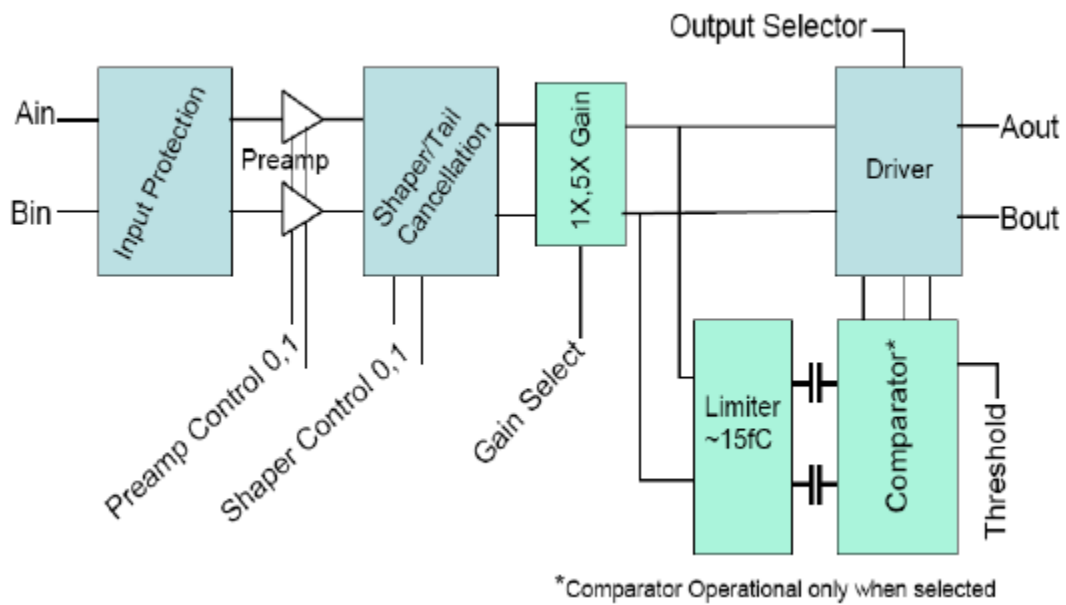 Output Selector
Ain
Bin
Input Protection
Preamp
Shaper/Tail
Cancellation
1X,5X Gain
Driver
Aout
Bout
Preamp Control 0,1
Shaper Control 0,1
Gain Select
Limiter
~15fC
Comparator*
Threshold
*Comparator Operational only when selected